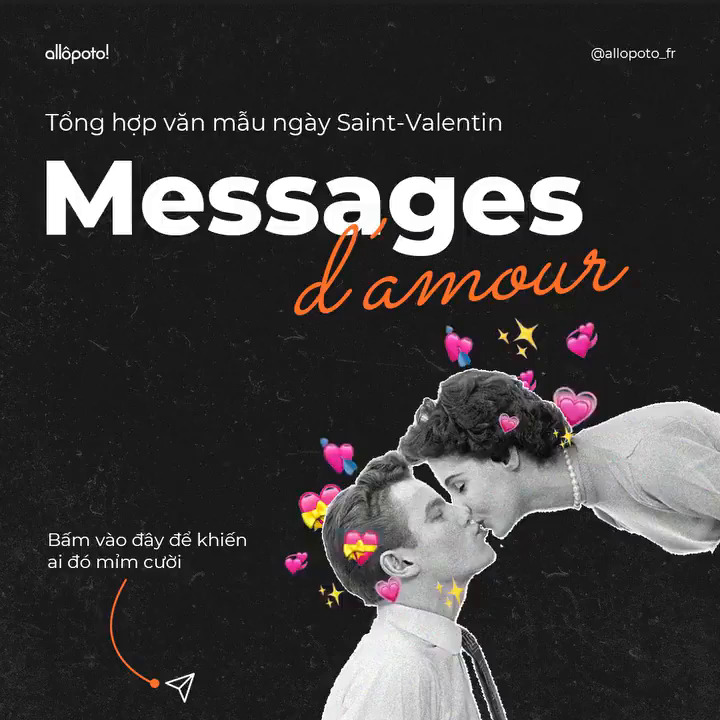 allôpoto!
@allopoto_fr
Tổng hợp văn mẫu ngày Saint-Valentin
Messages
d'amour
Bấm vào đây để khiến
ai đó mỉm cười